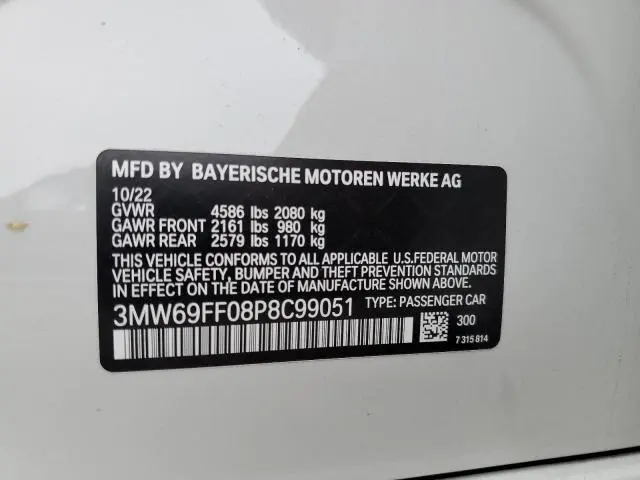 MFD BY BAYERISCHE MOTOREN WERKE AG
10/22
GVWR 4586 lbs 2080 kg
GAWR FRONT 2161 lbs 980 kg
GAWR REAR 2579 lbs 1170 kg
THIS VEHICLE CONFORMS TO ALL APPLICABLE U.S.FEDERAL MOTOR
VEHICLE SAFETY, BUMPER AND THEFT PREVENTION STANDARDS
IN EFFECT ON THE DATE OF MANUFACTURE SHOWN ABOVE.
3MW69FF08P8C99051 TYPE: PASSENGER CAR
300
7 315 814